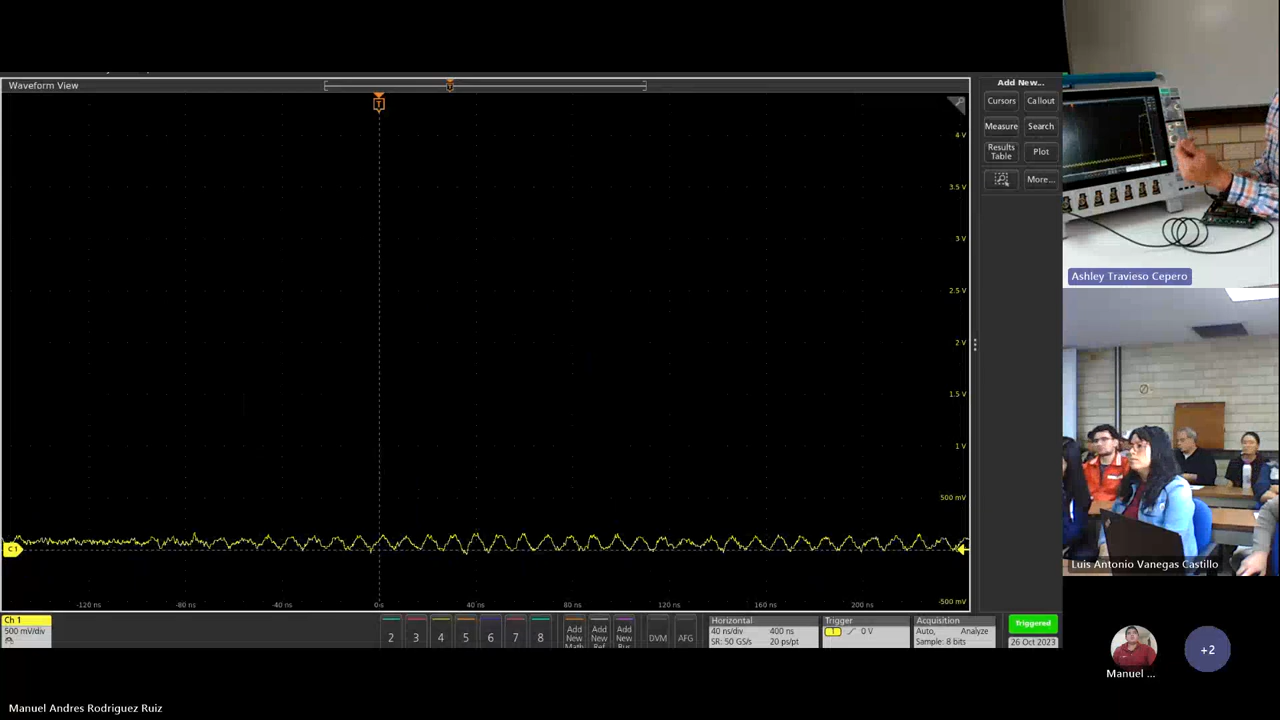 Waveform View
T
T
Add New...
Cursors
Callout
Measure
Search
Results
Table
Plot
More...
4 V
3.5 V
3 V
2.5 V
2 V
1.5 V
1 V
500 mV
-500 mV
C 1
-120 ns
-80 ns
-40 ns
0 s
40 ns
80 ns
120 ns
160 ns
200 ns
Ch 1
500 mV/div
2
3
4
5
6
7
8
Add
New
Math
Add
New
Ref
Add
New
Bus
DVM
AFG
Horizontal
40 ns/div 400 ns
SR: 50 GS/s 20 ps/pt
Trigger
1 0 V
Acquisition
Auto, Analyze
Sample: 8 bits
Triggered
26 Oct 2023
Ashley Travieso Cepero
Luis Antonio Vanegas Castillo
Manuel ...
+2
Manuel Andres Rodriguez Ruiz